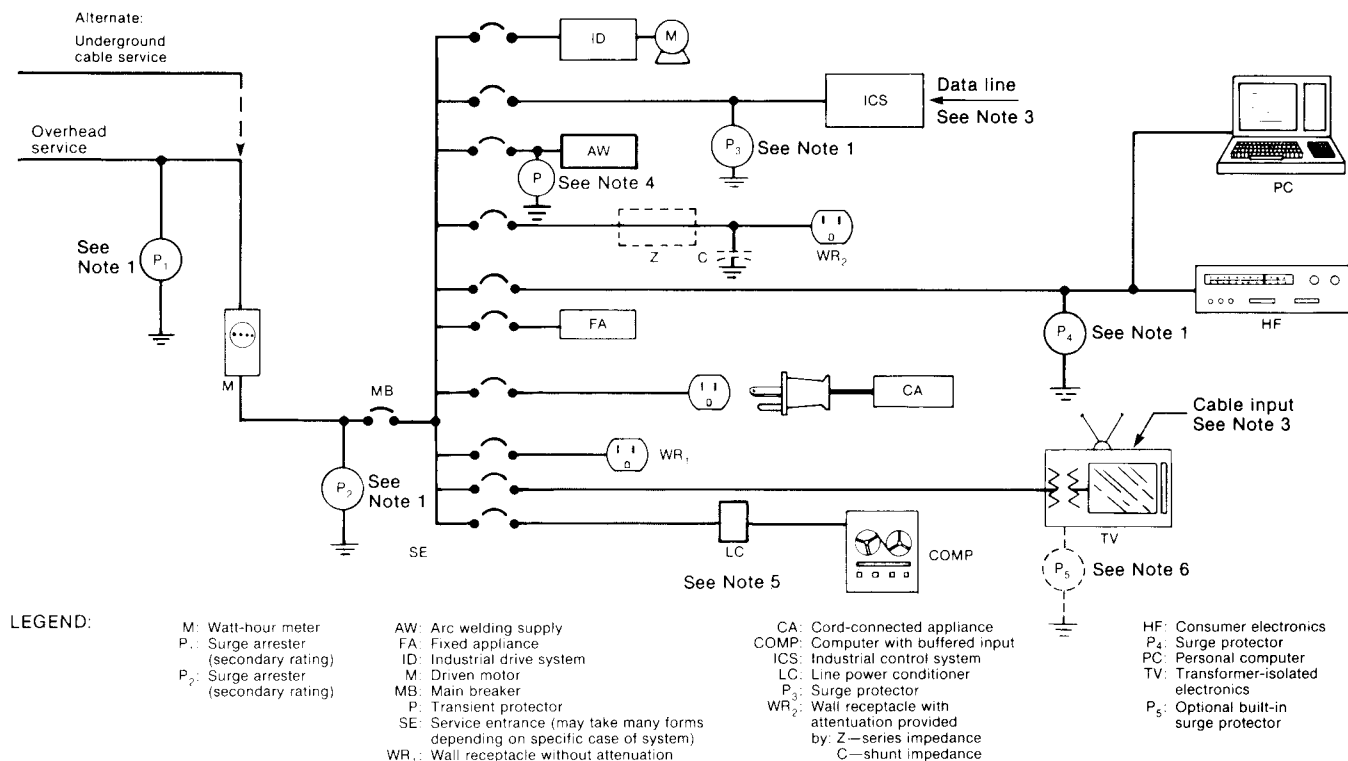 Alternate:
Underground
cable service
Overhead
service
See
Note 1
P₁
M
MB
P₂
See
Note 1
SE
ID
M
ICS
Data line
See Note 3
P₃
See Note 1
AW
P
See Note 4
Z
C
WR₂
PC
HF
P₄
See Note 1
FA
CA
Cable input
See Note 3
WR₁
TV
LC
COMP
See Note 5
P₅
See Note 6
LEGEND:
M: Watt-hour meter
P₁: Surge arrester
(secondary rating)
P₂: Surge arrester
(secondary rating)
AW: Arc welding supply
FA: Fixed appliance
ID: Industrial drive system
M: Driven motor
MB: Main breaker
P: Transient protector
SE: Service entrance (may take many forms
depending on specific case of system)
WR₁: Wall receptacle without attenuation
CA: Cord-connected appliance
COMP: Computer with buffered input
ICS: Industrial control system
LC: Line power conditioner
P₃: Surge protector
WR₂: Wall receptacle with
attentuation provided
by: Z—series impedance
C—shunt impedance
HF: Consumer electronics
P₄: Surge protector
PC: Personal computer
TV: Transformer-isolated
electronics
P₅: Optional built-in
surge protector